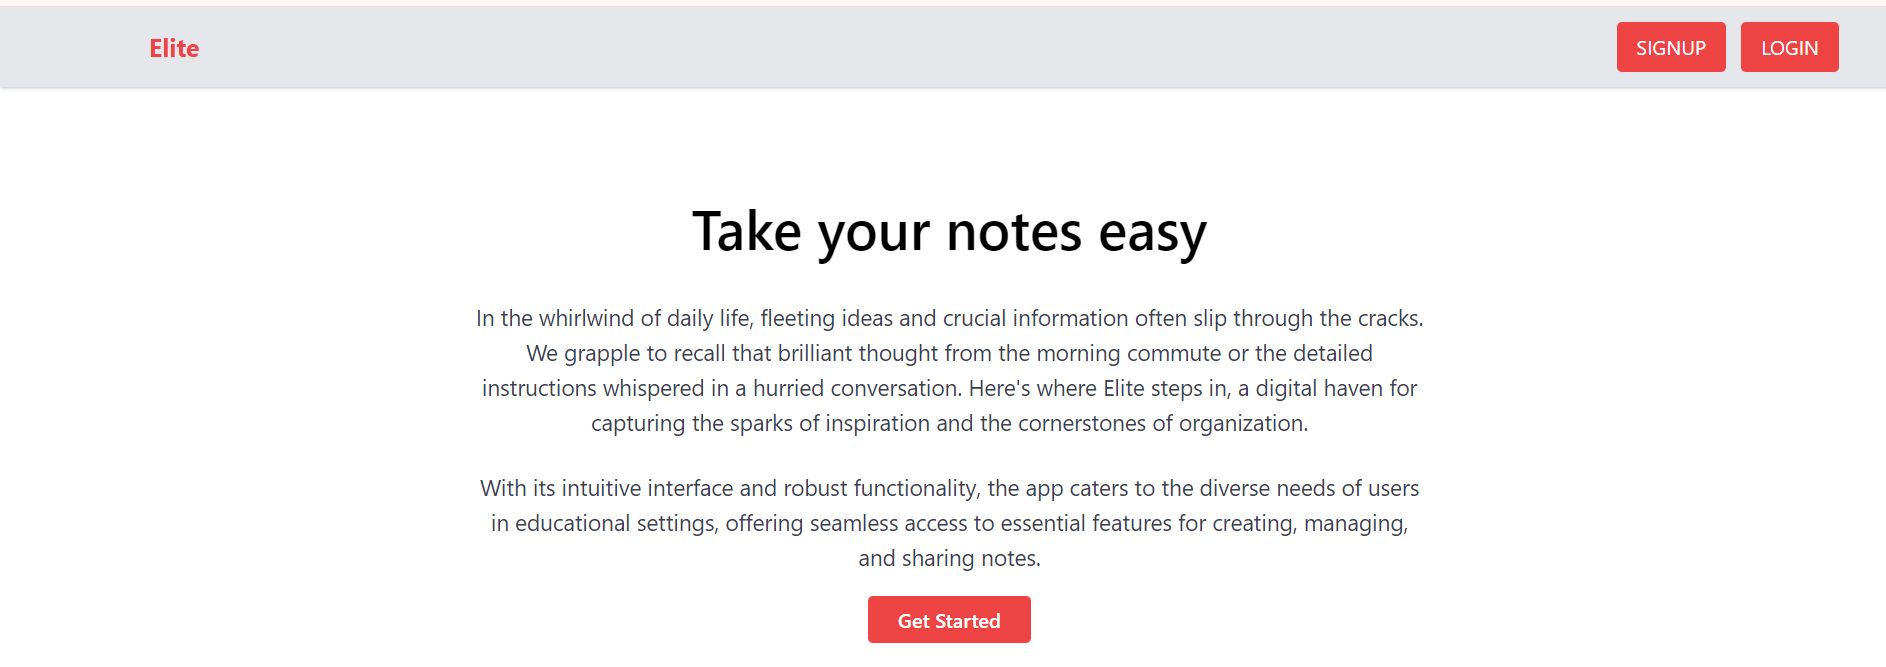 Elite
SIGNUP
LOGIN
Take your notes easy
In the whirlwind of daily life, fleeting ideas and crucial information often slip through the cracks.
We grapple to recall that brilliant thought from the morning commute or the detailed
instructions whispered in a hurried conversation. Here's where Elite steps in, a digital haven for
capturing the sparks of inspiration and the cornerstones of organization.
With its intuitive interface and robust functionality, the app caters to the diverse needs of users
in educational settings, offering seamless access to essential features for creating, managing,
and sharing notes.
Get Started